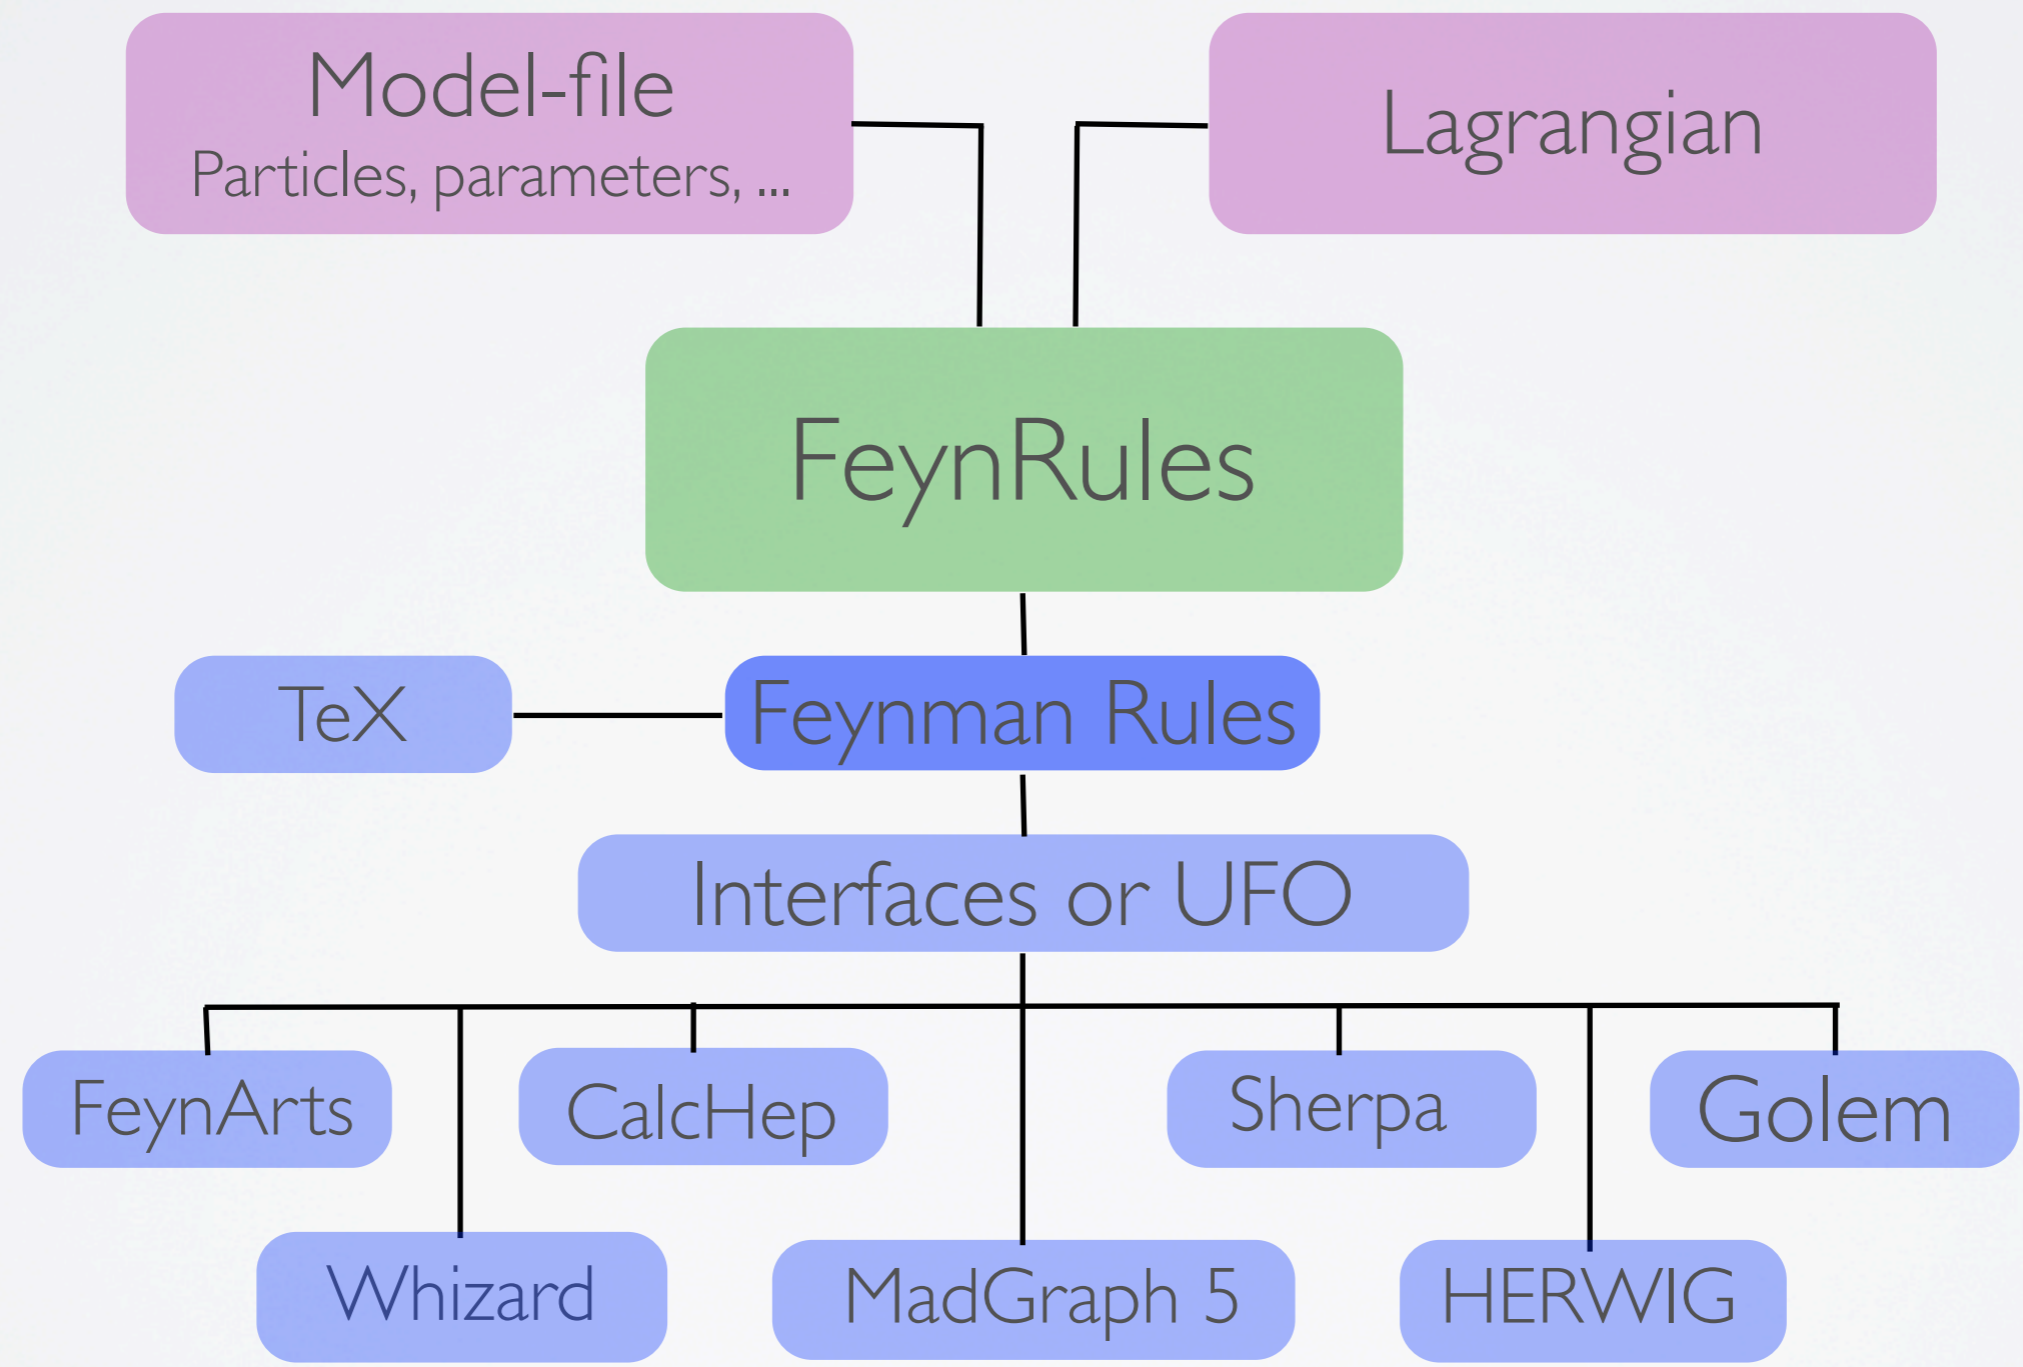 Model-file
Particles, parameters, ...
Lagrangian
FeynRules
TeX
Feynman Rules
Interfaces or UFO
FeynArts
CalcHep
Sherpa
Golem
Whizard
MadGraph 5
HERWIG